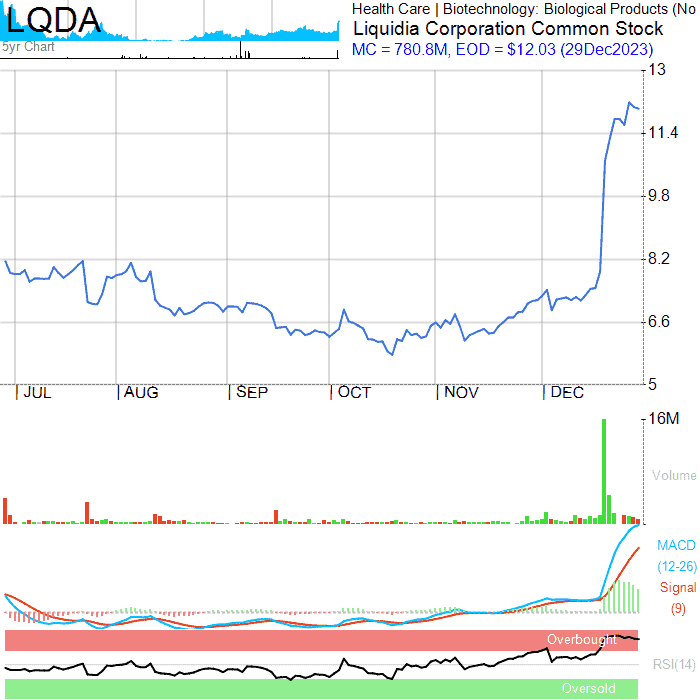 LQDA
5yr Chart
Health Care | Biotechnology: Biological Products (No
Liquidia Corporation Common Stock
MC = 780.8M, EOD = $12.03 (29Dec2023)
13
11.4
9.8
8.2
6.6
5
JUL AUG SEP OCT NOV DEC
16M
Volume
MACD
(12-26)
Signal
(9)
Overbought
RSI(14)
Oversold